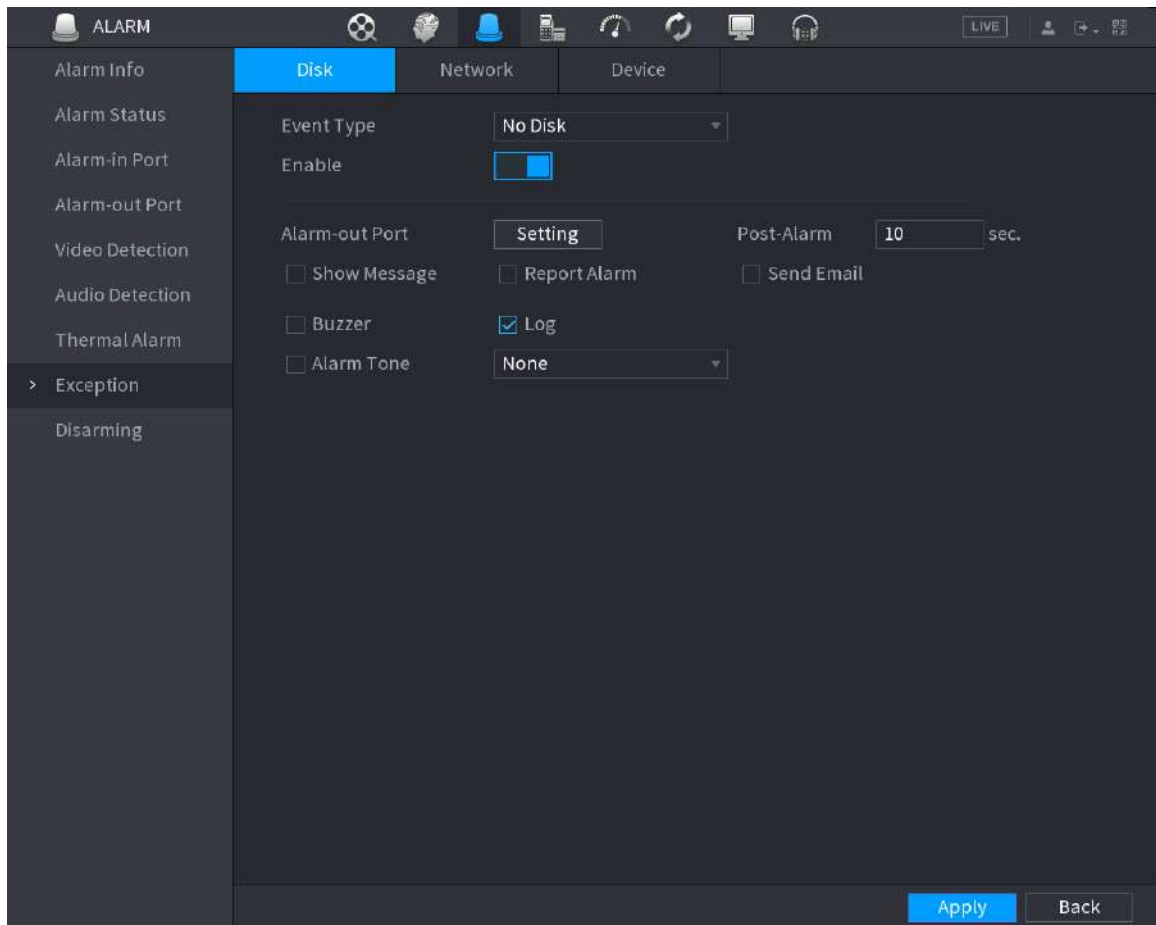 ALARM LIVE
Alarm Info
Alarm Status
Alarm-in Port
Alarm-out Port
Video Detection
Audio Detection
Thermal Alarm
> Exception
Disarming
Disk Network Device
Event Type No Disk
Enable
Alarm-out Port Setting Post-Alarm 10 sec.
Show Message Report Alarm Send Email
Buzzer Log
Alarm Tone None
Apply Back